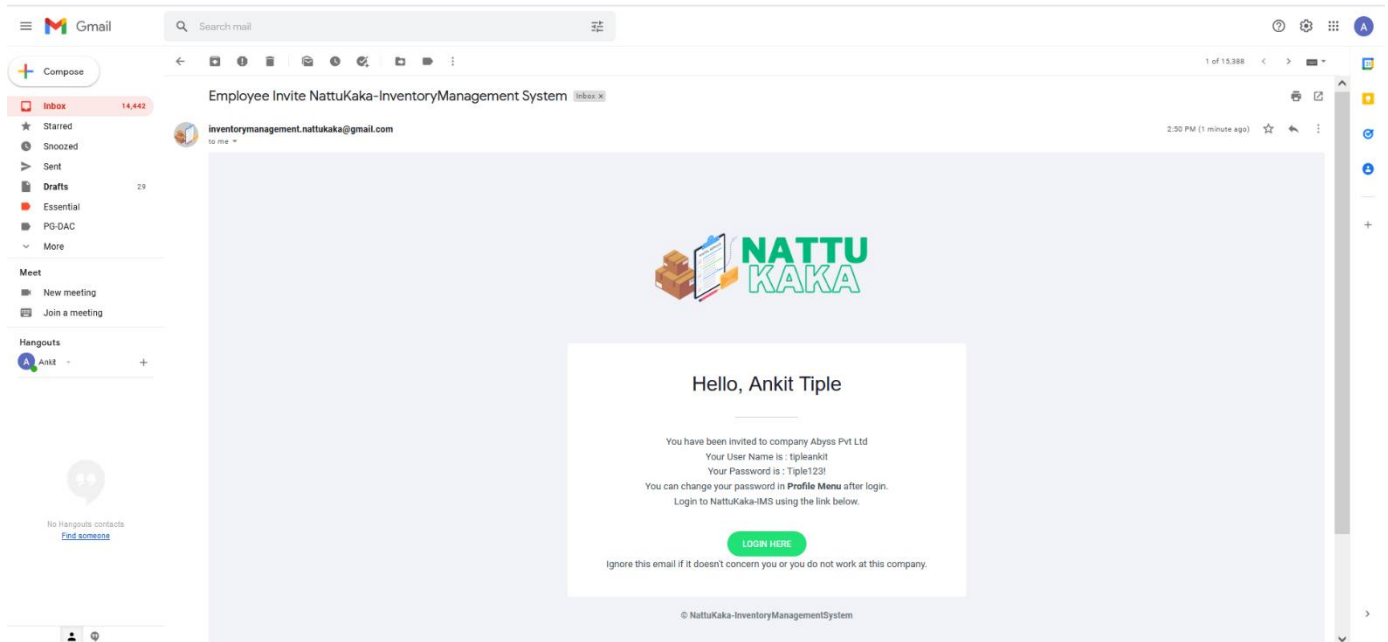 Gmail
Search mail
Compose
1 of 15,388
Inbox 14,442
Starred
Snoozed
Sent
Drafts 29
Essential
PG-DAC
More
Meet
New meeting
Join a meeting
Hangouts
A Ankit
No Hangouts contacts
Find someone
A
Employee Invite NattuKaka-InventoryManagement System Inbox x
inventorymanagement.nattukaka@gmail.com
2:50 PM (1 minute ago)
to me
NATTU
KAKA
Hello, Ankit Tiple
You have been invited to company Abyss Pvt Ltd
Your User Name is : tipleankit
Your Password is : Tiple123!
You can change your password in Profile Menu after login.
Login to NattuKaka-IMS using the link below.
LOGIN HERE
Ignore this email if it doesn't concern you or you do not work at this company.
© NattuKaka-InventoryManagementSystem